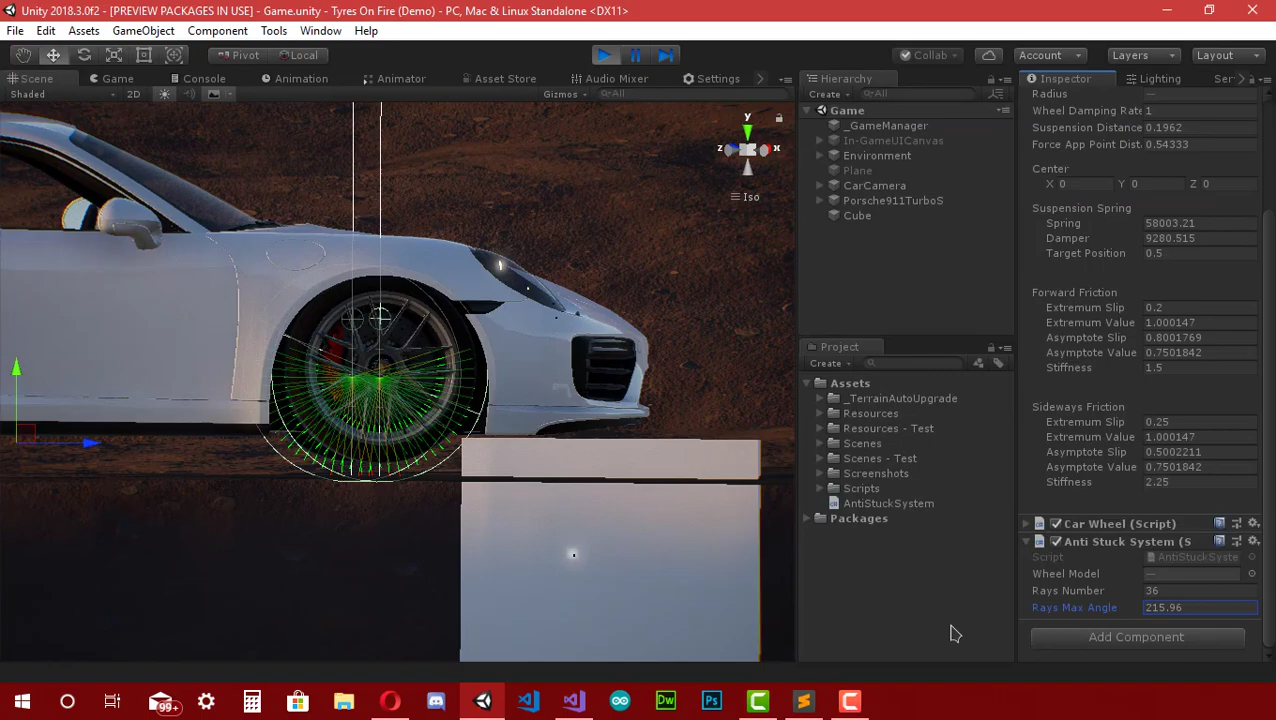 Unity 2018.3.0f2 - [PREVIEW PACKAGES IN USE] - Game.unity - Tyres On Fire (Demo) - PC, Mac & Linux Standalone <DX11>
File Edit Assets GameObject Component Tools Window Help
Pivot Local Collab Account Layers Layout
Scene Game Console Animation Animator Asset Store Audio Mixer Settings
Shaded 2D Gizmos All
y
z x
Iso
Hierarchy
Create All
Game
_GameManager
In-GameUICanvas
Environment
Plane
CarCamera
Porsche911TurboS
Cube
Project
Create
Assets
_TerrainAutoUpgrade
Resources
Resources - Test
Scenes
Scenes - Test
Screenshots
Scripts
AntiStuckSystem
Packages
Inspector Lighting Ser
Radius —
Wheel Damping Rate 1
Suspension Distanc 0.1962
Force App Point Dist 0.54333
Center
X 0 Y 0 Z 0
Suspension Spring
Spring 58003.21
Damper 9280.515
Target Position 0.5
Forward Friction
Extremum Slip 0.2
Extremum Value 1.000147
Asymptote Slip 0.8001769
Asymptote Value 0.7501842
Stiffness 1.5
Sideways Friction
Extremum Slip 0.25
Extremum Value 1.000147
Asymptote Slip 0.5002211
Asymptote Value 0.7501842
Stiffness 2.25
Car Wheel (Script)
Anti Stuck System (S
Script AntiStuckSyste
Wheel Model —
Rays Number 36
Rays Max Angle 215.96
Add Component
99+
Dw Ps